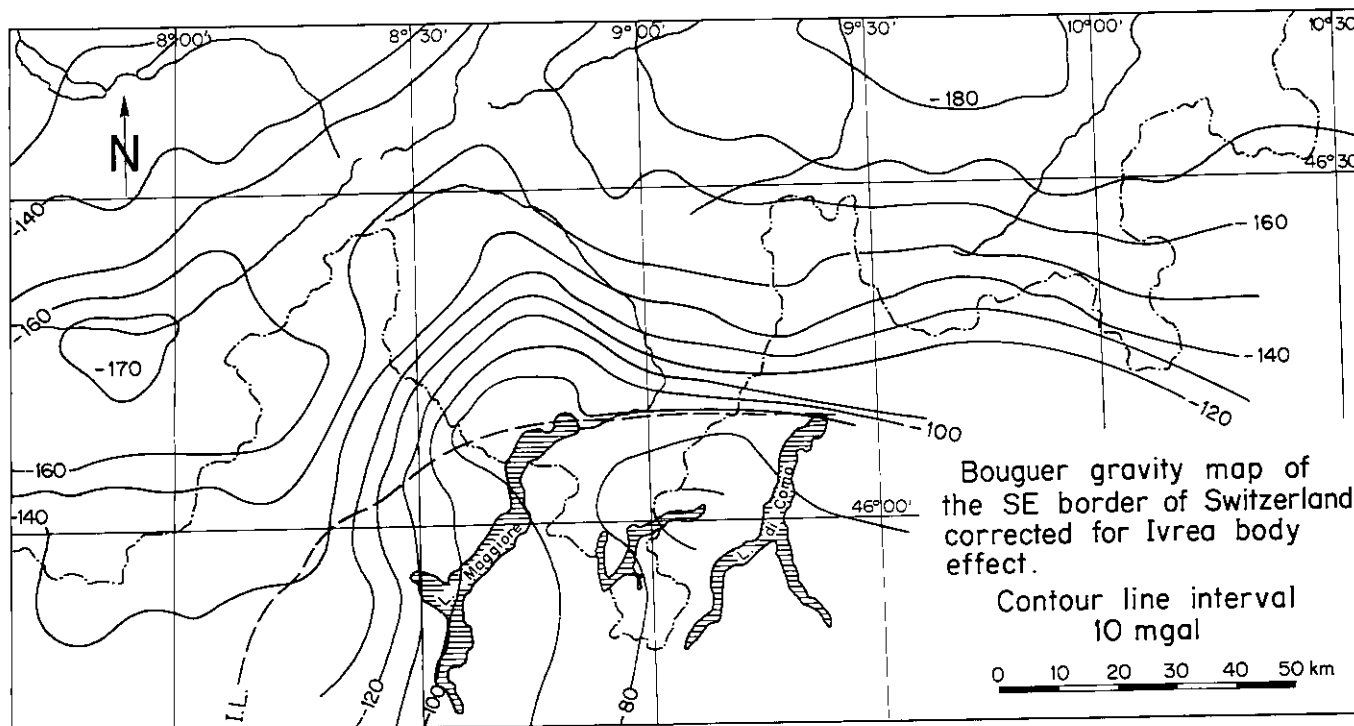 8°00'
8°30'
9°00'
9°30'
10°00'
10°30
N
-180
46°30
-140
-160
-160
-170
-140
-120
-100
-160
-140
46°00'
L. Maggiore
L. di Como
I.L.
-120
-100
-80
Bouguer gravity map of
the SE border of Switzerland
corrected for Ivrea body
effect.
Contour line interval
10 mgal
0 10 20 30 40 50 km